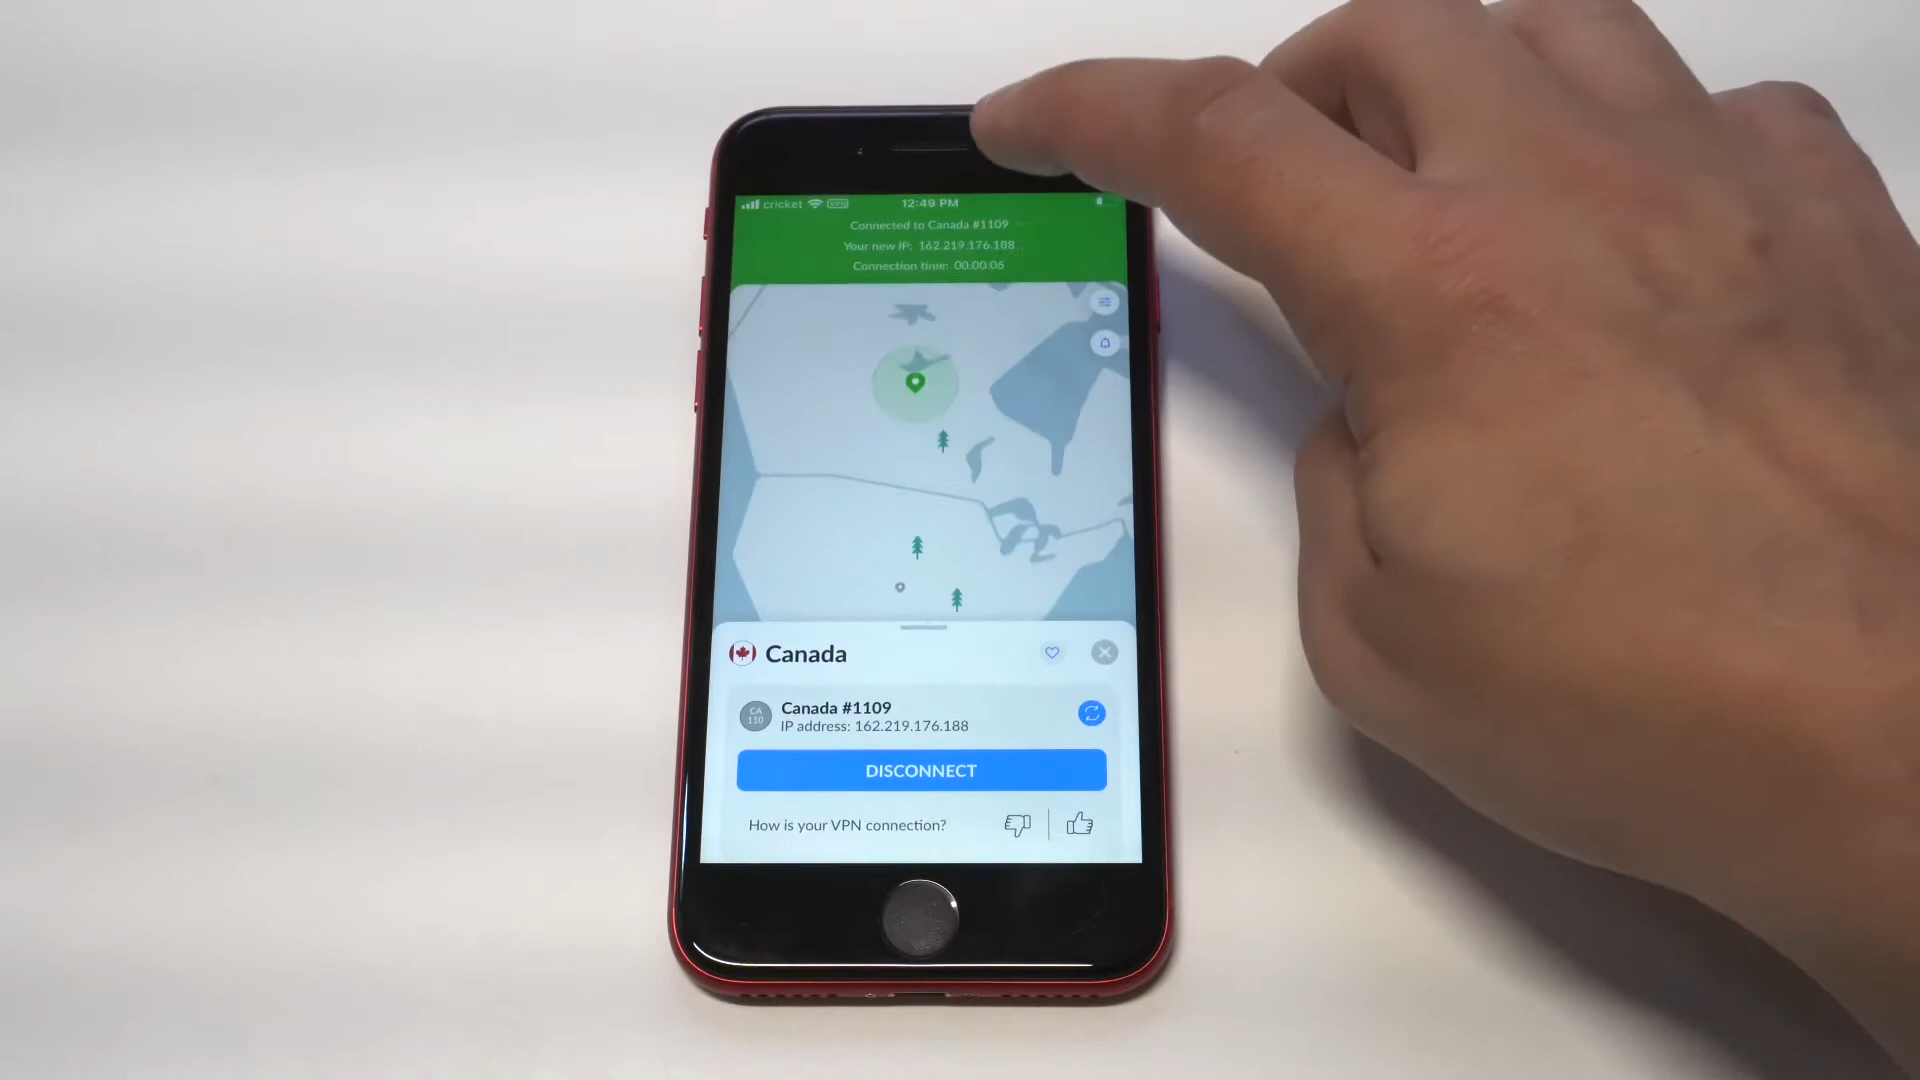 cricket VPN 12:49 PM
Connected to Canada #1109
Your new IP: 162.219.176.188
Connection time: 00:00:06
Canada
CA
110
Canada #1109
IP address: 162.219.176.188
DISCONNECT
How is your VPN connection?